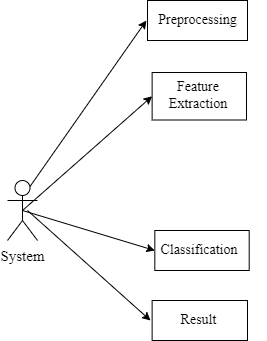 Preprocessing
Feature
Extraction
System
Classification
Result